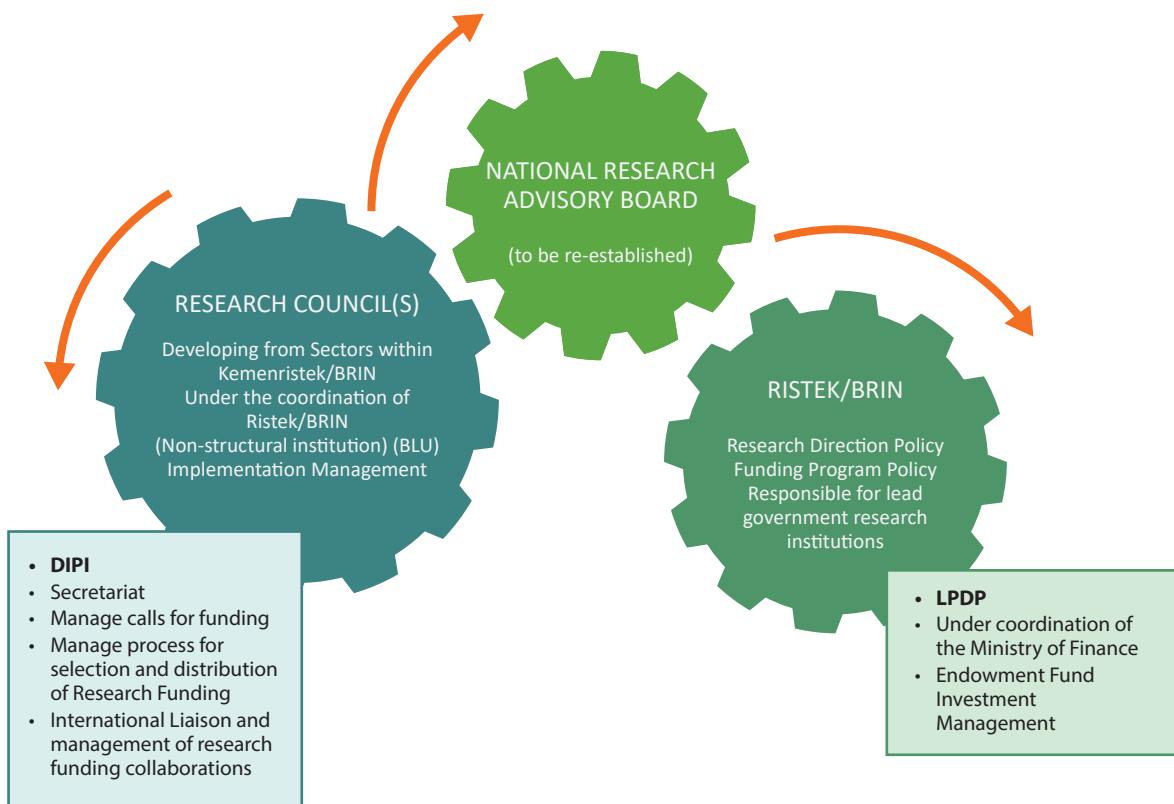 NATIONAL RESEARCH
ADVISORY BOARD
(to be re-established)
RESEARCH COUNCIL(S)
Developing from Sectors within
Kemenristek/BRIN
Under the coordination of
Ristek/BRIN
(Non-structural institution) (BLU)
Implementation Management
RISTEK/BRIN
Research Direction Policy
Funding Program Policy
Responsible for lead
government research
institutions
• DIPI
• Secretariat
• Manage calls for funding
• Manage process for
selection and distribution
of Research Funding
• International Liaison and
management of research
funding collaborations
• LPDP
• Under coordination of
the Ministry of Finance
• Endowment Fund
Investment
Management